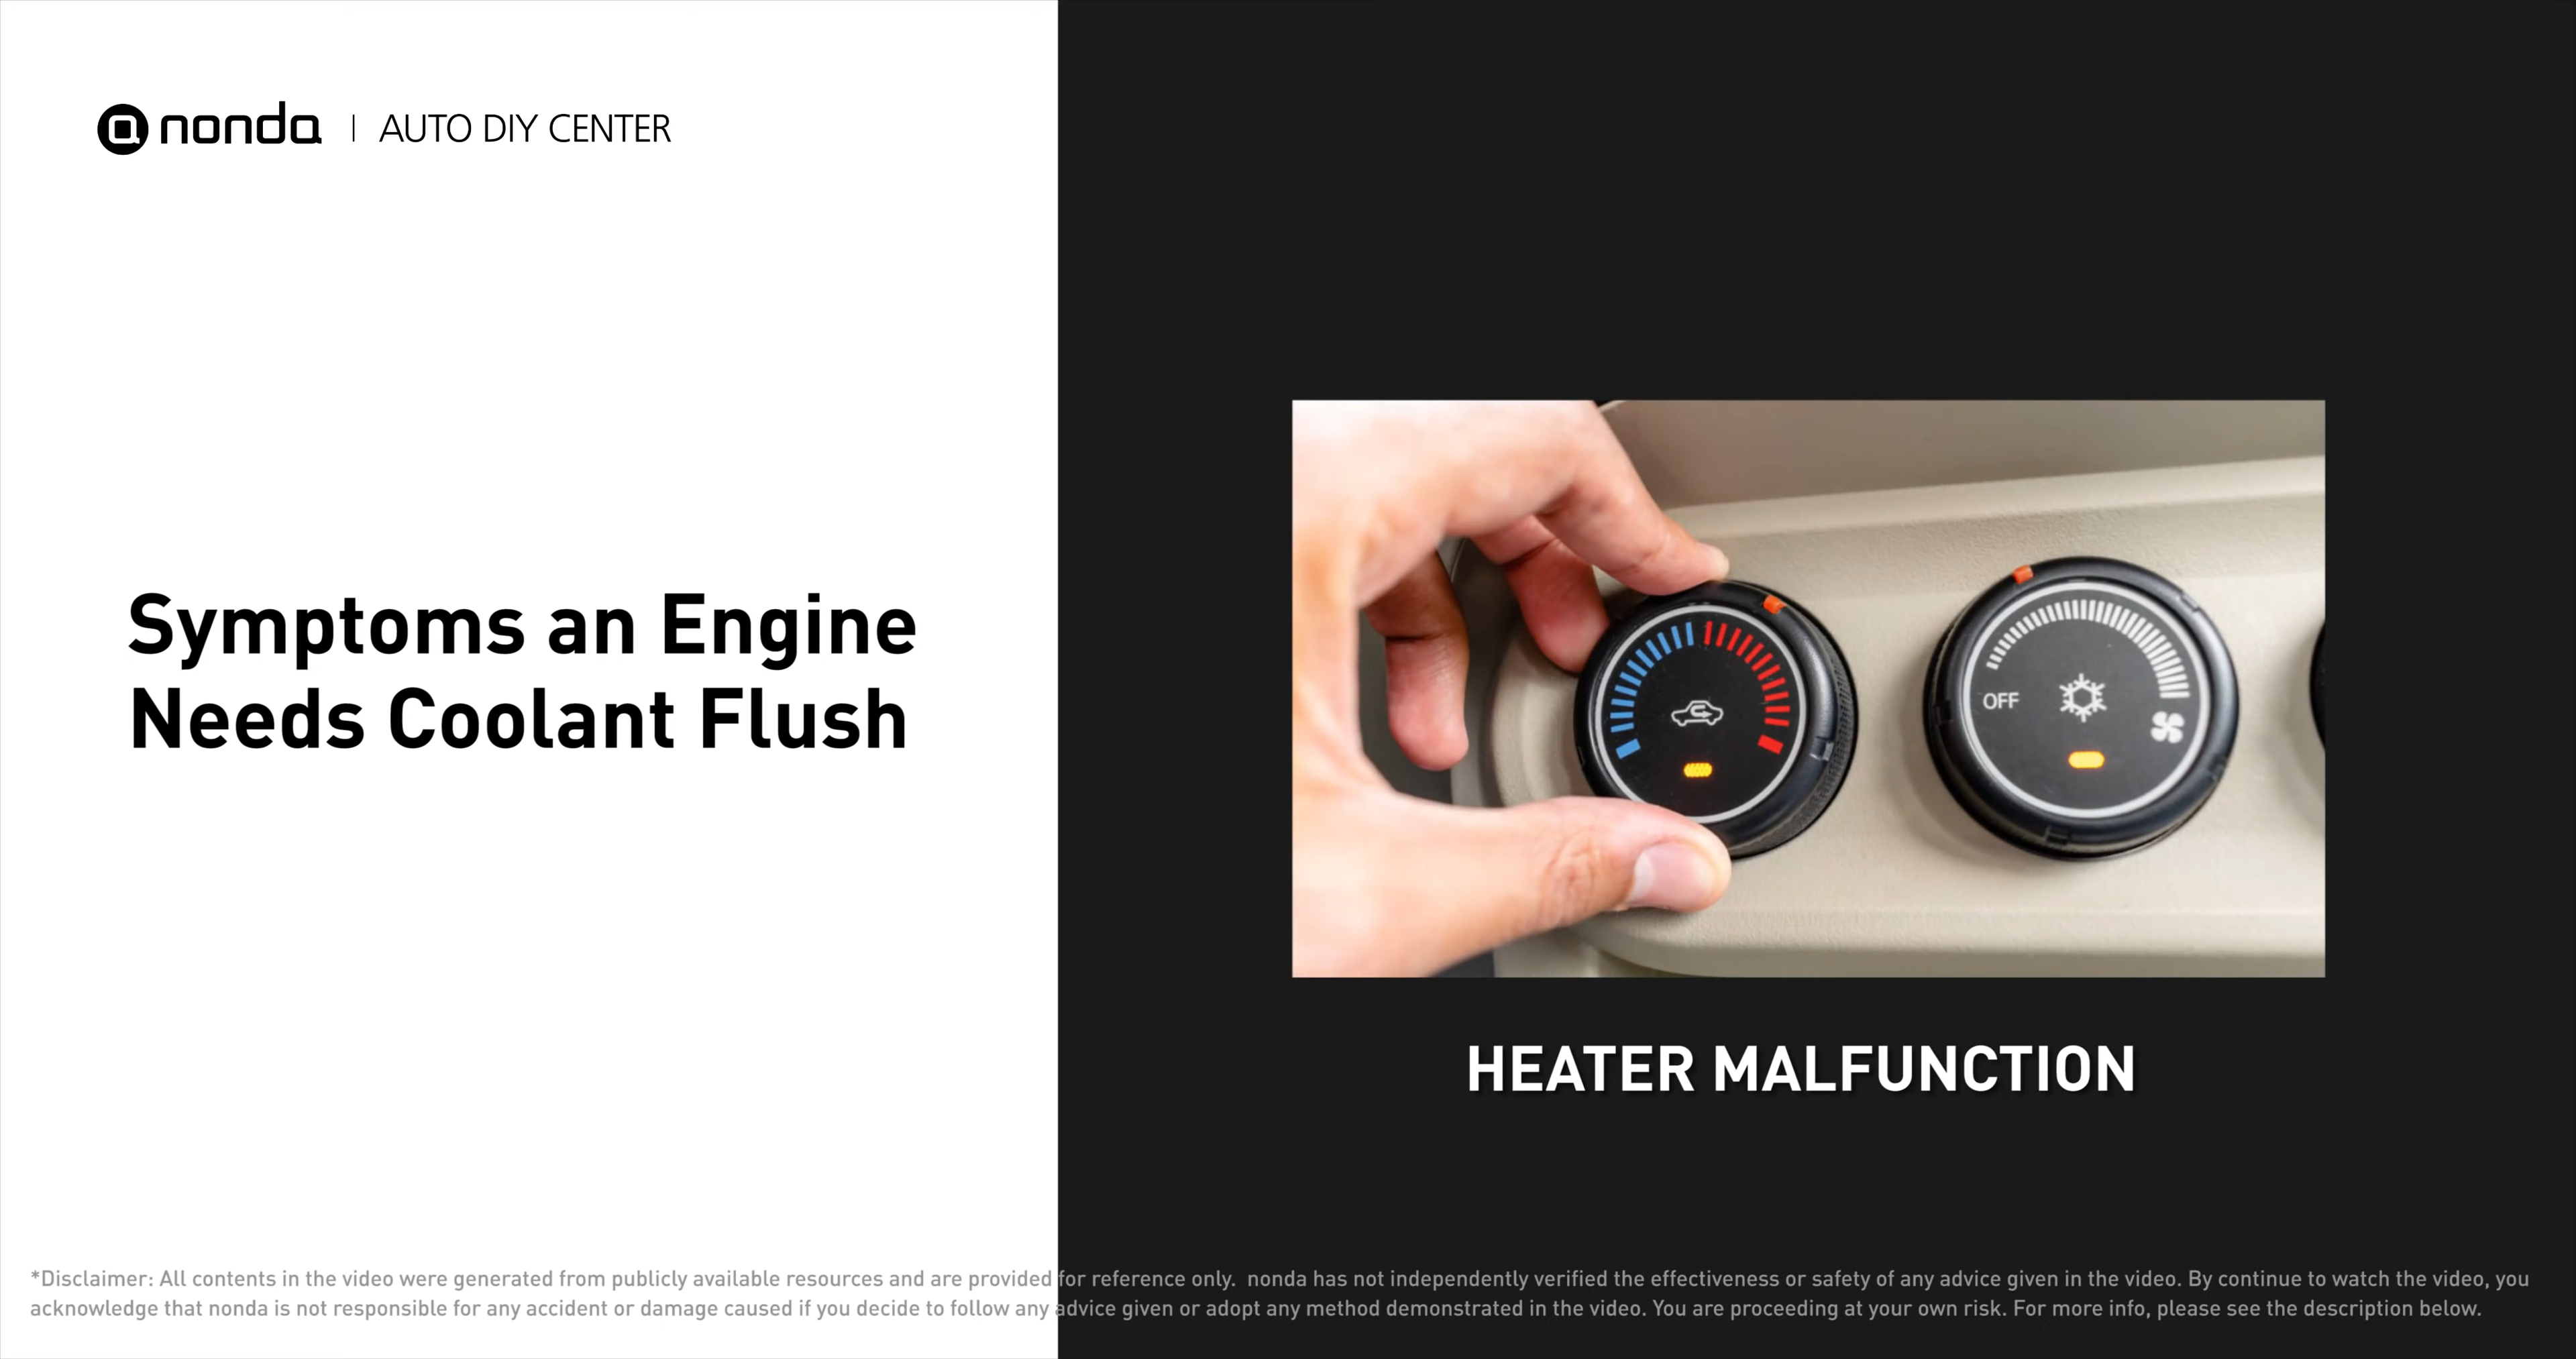 nonda | AUTO DIY CENTER
Symptoms an Engine
Needs Coolant Flush
OFF
HEATER MALFUNCTION
*Disclaimer: All contents in the video were generated from publicly available resources and are provided for reference only.  nonda has not independently verified the effectiveness or safety of any advice given in the video. By continue to watch the video, you
acknowledge that nonda is not responsible for any accident or damage caused if you decide to follow any advice given or adopt any method demonstrated in the video. You are proceeding at your own risk. For more info, please see the description below.